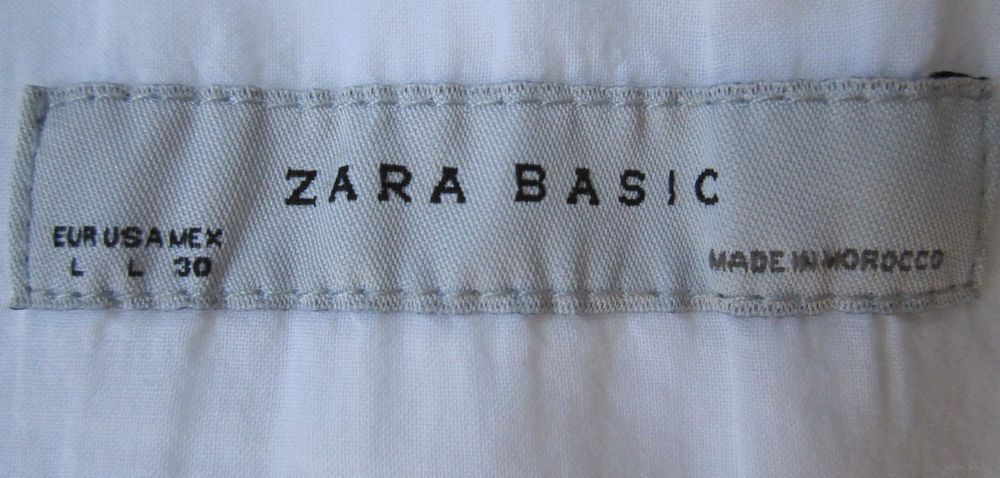 ZARA BASIC
EUR USA MEX
L L 30
MADE IN MOROCCO